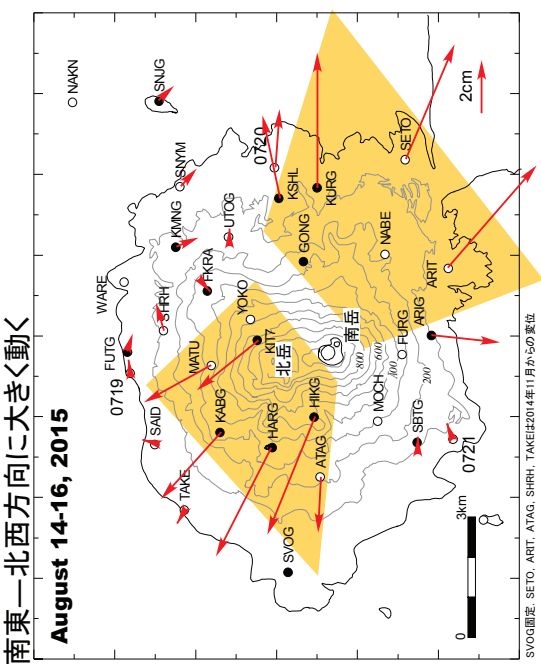 南東—北西方向に大きく動く
August 14-16, 2015
NAKN
SNJG
SNYM
0720
KMNG
UTOG
KSHL
KURG
SETO
2cm
WARE
SHRH
FKRA
GONG
NABE
ARIT
FUTG
0719
MATU
YOKO
KIT7
北岳
南岳
800
600
400
200
FURG
ARIG
SAID
KABG
HARG
HIKG
MOCH
SBTG
0721
TAKE
ATAG
SVOG
0
3km
SVOG固定. SETO, ARIT, ATAG, SHRH, TAKEは2014年11月からの変位